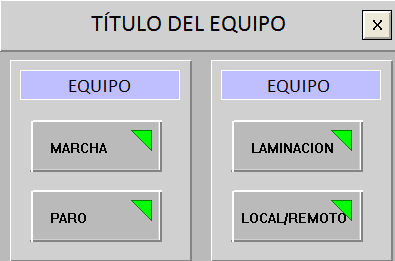 TÍTULO DEL EQUIPO
X
EQUIPO
MARCHA
PARO
EQUIPO
LAMINACION
LOCAL/REMOTO